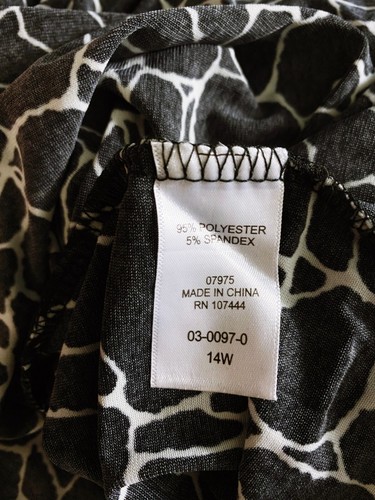 95% POLYESTER
5% SPANDEX
07975
MADE IN CHINA
RN 107444
03-0097-0
14W